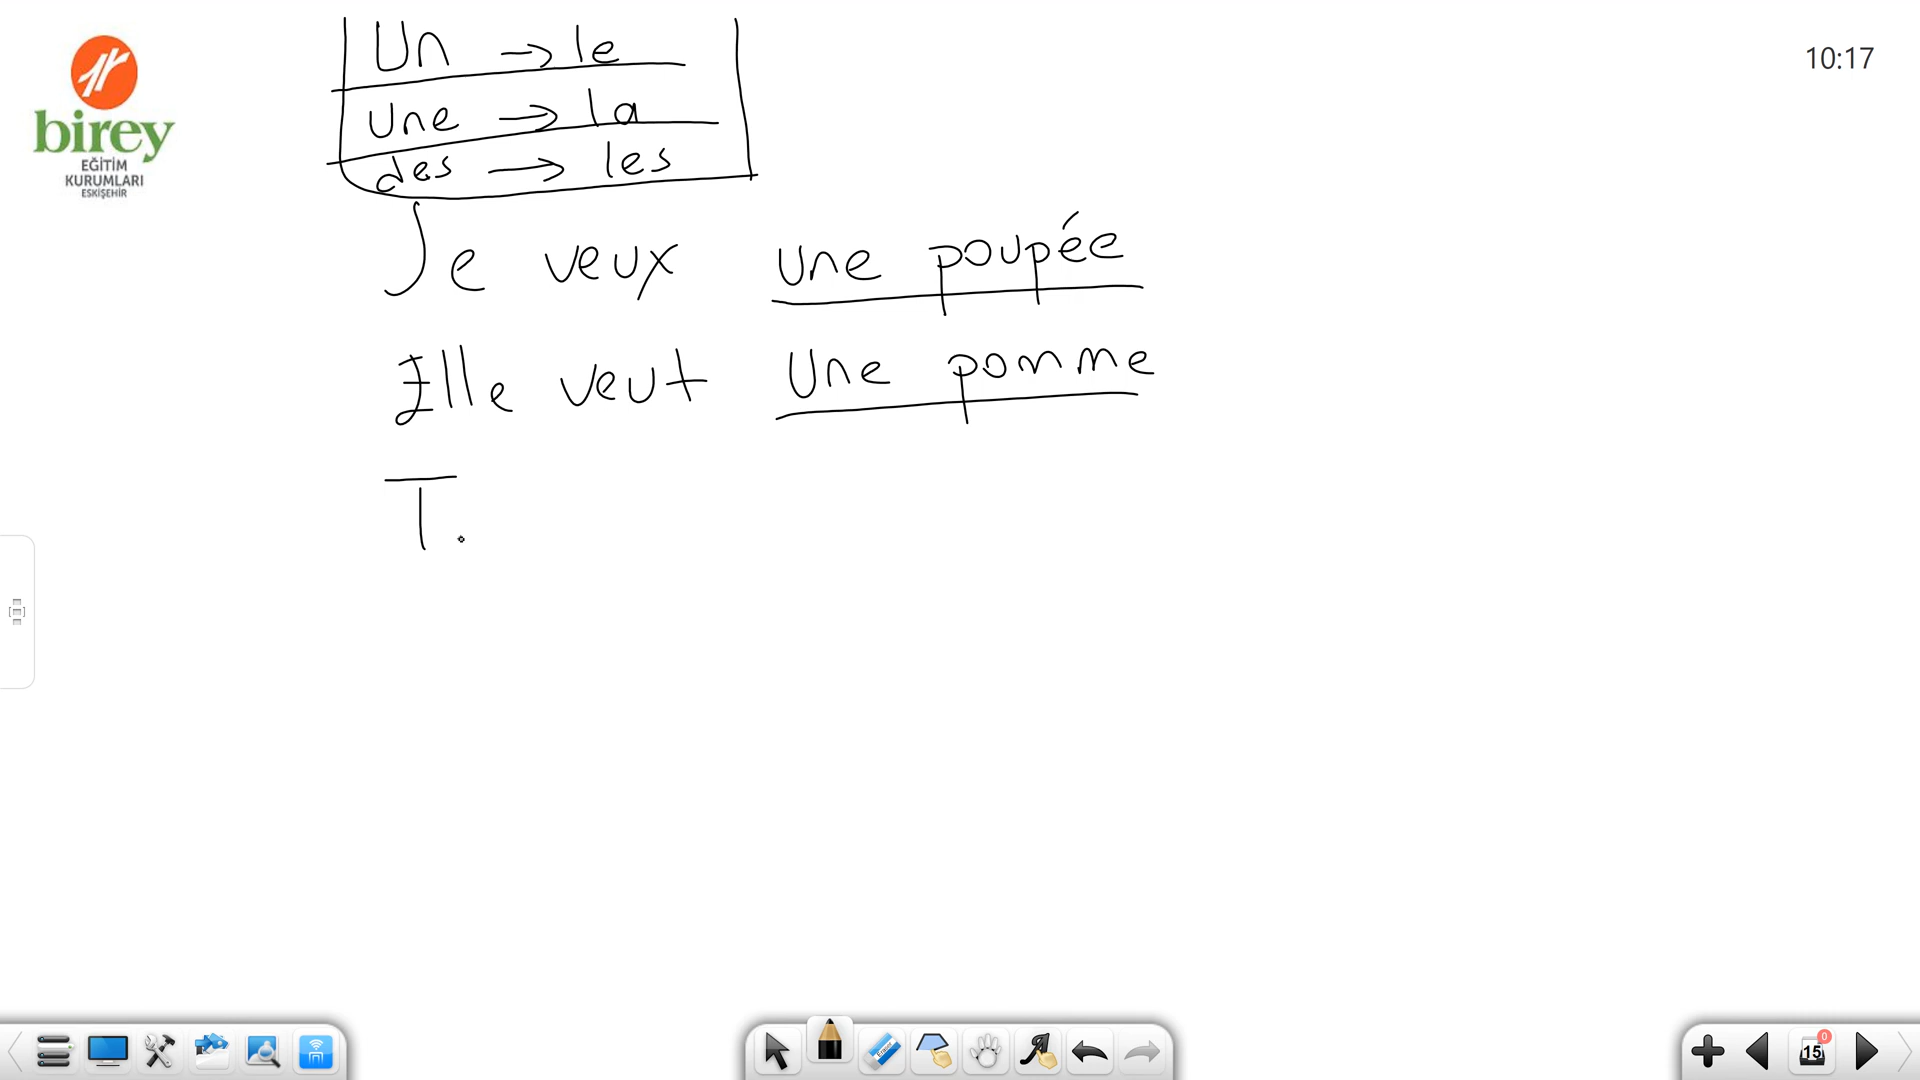 Un → le
10:17
birey
EĞİTİM
KURUMLARI
ESKİŞEHİR
Une → la
des → les
Je veux une poupée
Elle veut Une pomme
T
Eraser
15
0